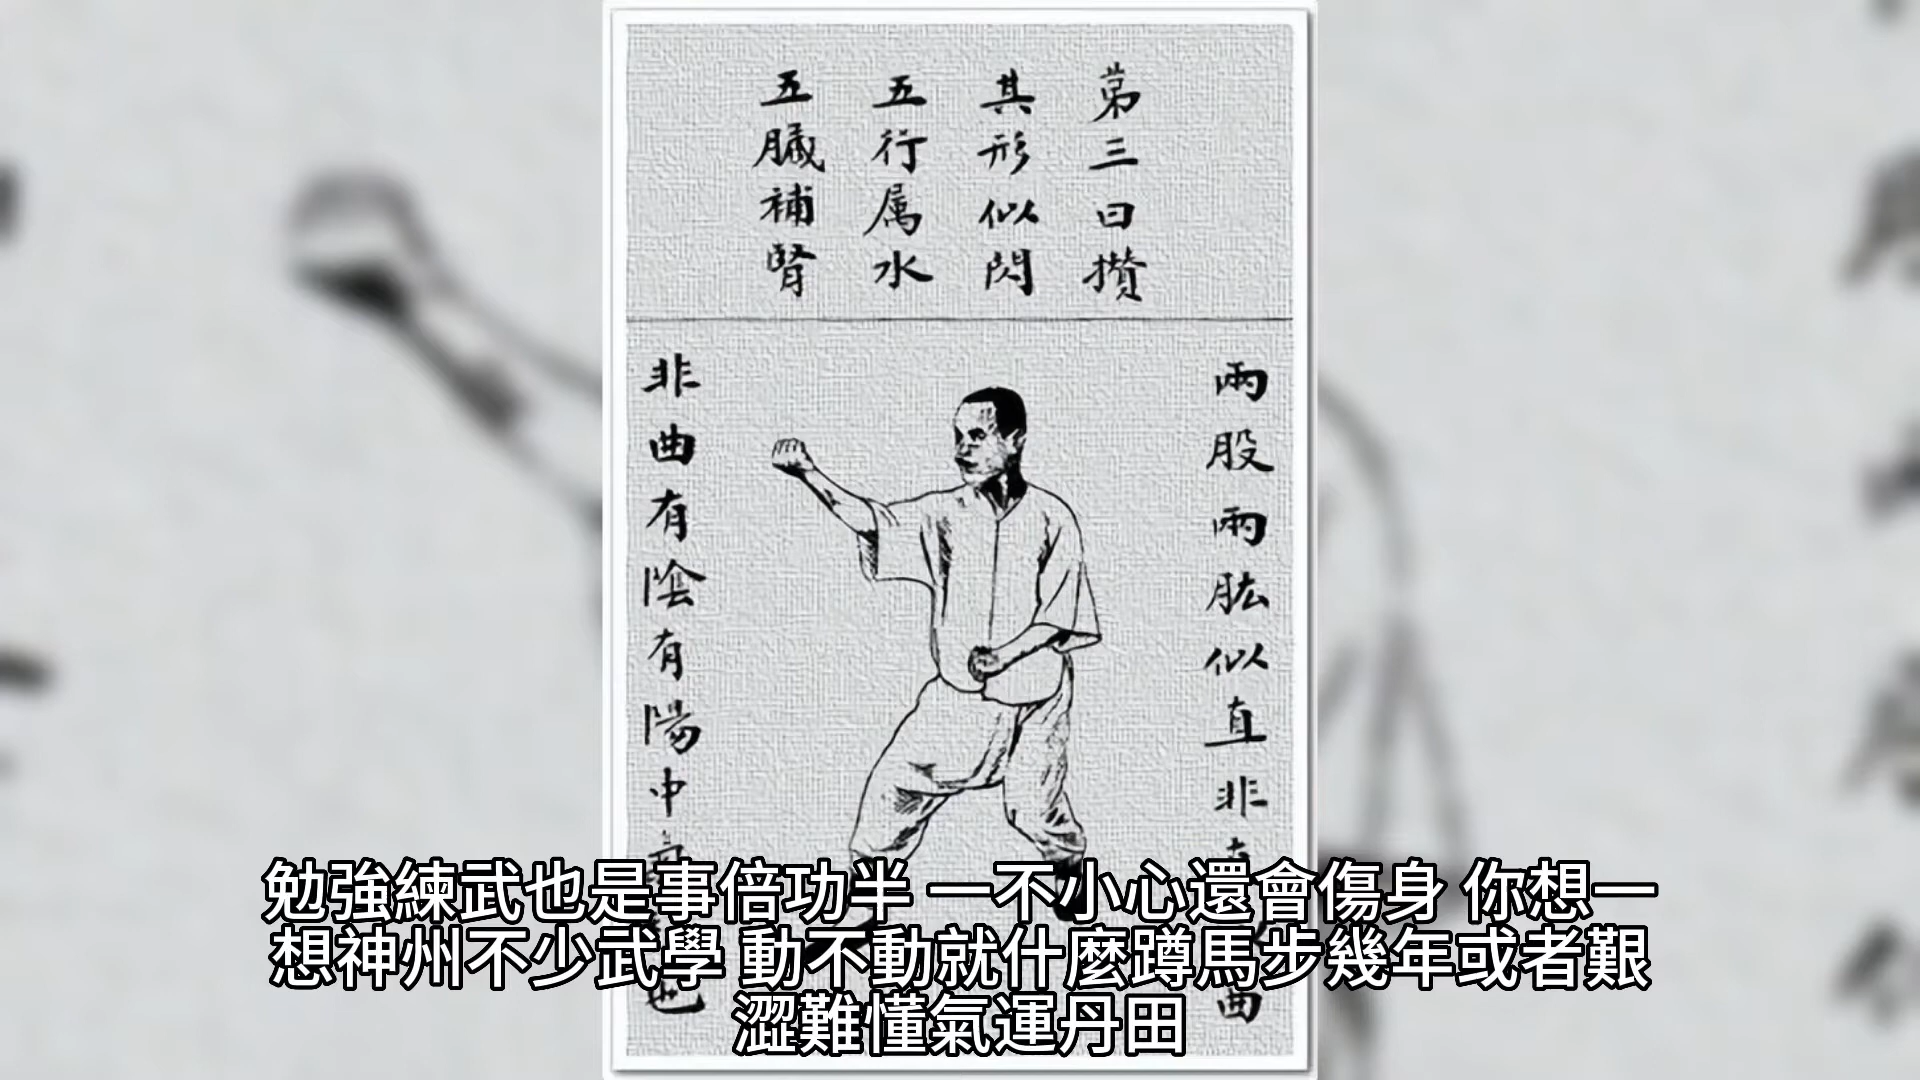 第三曰攢
其形似閃
五行属水
五臟補腎
兩股兩肱似直非
曲
非曲有陰有陽中
也
勉強練武也是事倍功半 一不小心還會傷身 你想一
想神州不少武學 動不動就什麼蹲馬步幾年或者艱
澀難懂氣運丹田